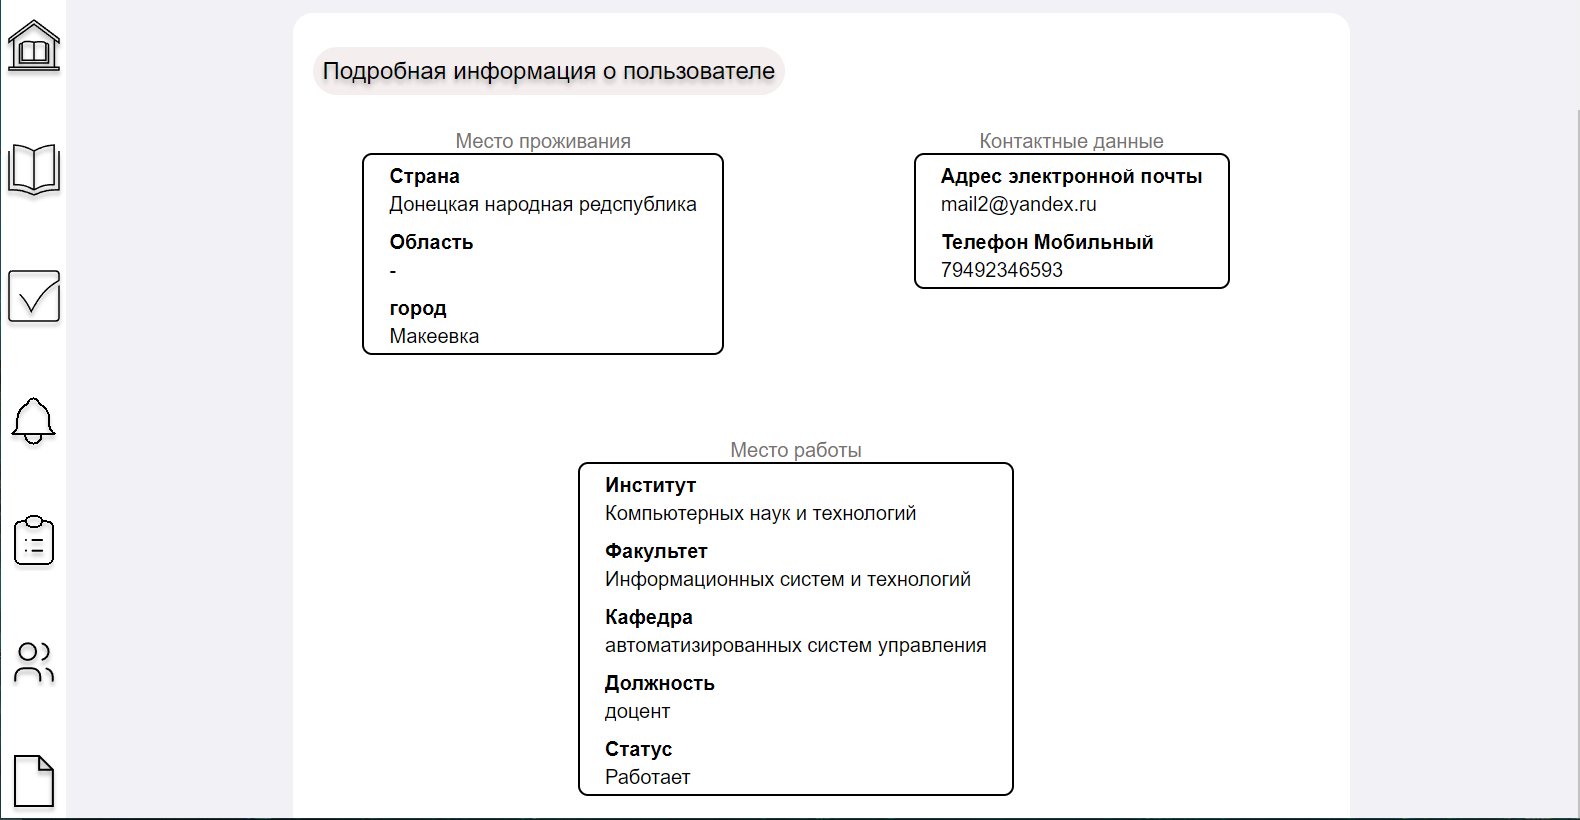 Подробная информация о пользователе
Место проживания
Страна
Донецкая народная редспублика
Область
-
город
Макеевка
Контактные данные
Адрес электронной почты
mail2@yandex.ru
Телефон Мобильный
79492346593
Место работы
Институт
Компьютерных наук и технологий
Факультет
Информационных систем и технологий
Кафедра
автоматизированных систем управления
Должность
доцент
Статус
Работает